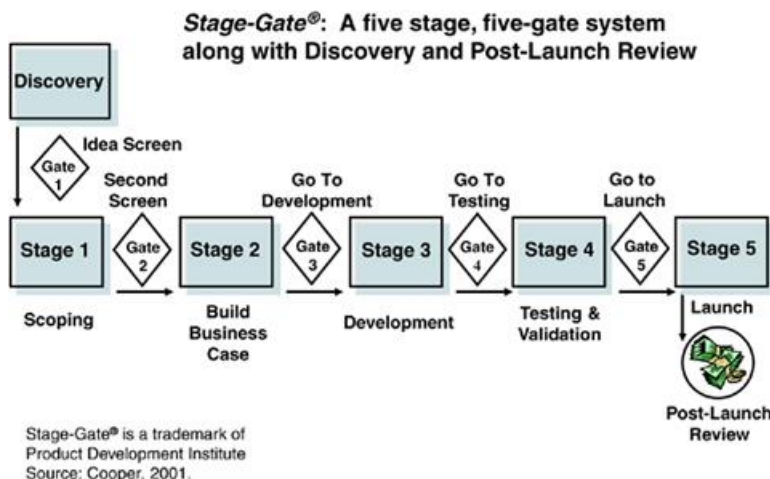 Stage-Gate®: A five stage, five-gate system
along with Discovery and Post-Launch Review
Discovery
Idea Screen
Gate
1
Second
Screen
Go To
Development
Go To
Testing
Go to
Launch
Stage 1
Gate
2
Stage 2
Gate
3
Stage 3
Gate
4
Stage 4
Gate
5
Stage 5
Scoping
Build
Business
Case
Development
Testing &
Validation
Launch
Post-Launch
Review
Stage-Gate® is a trademark of
Product Development Institute
Source: Cooper, 2001.